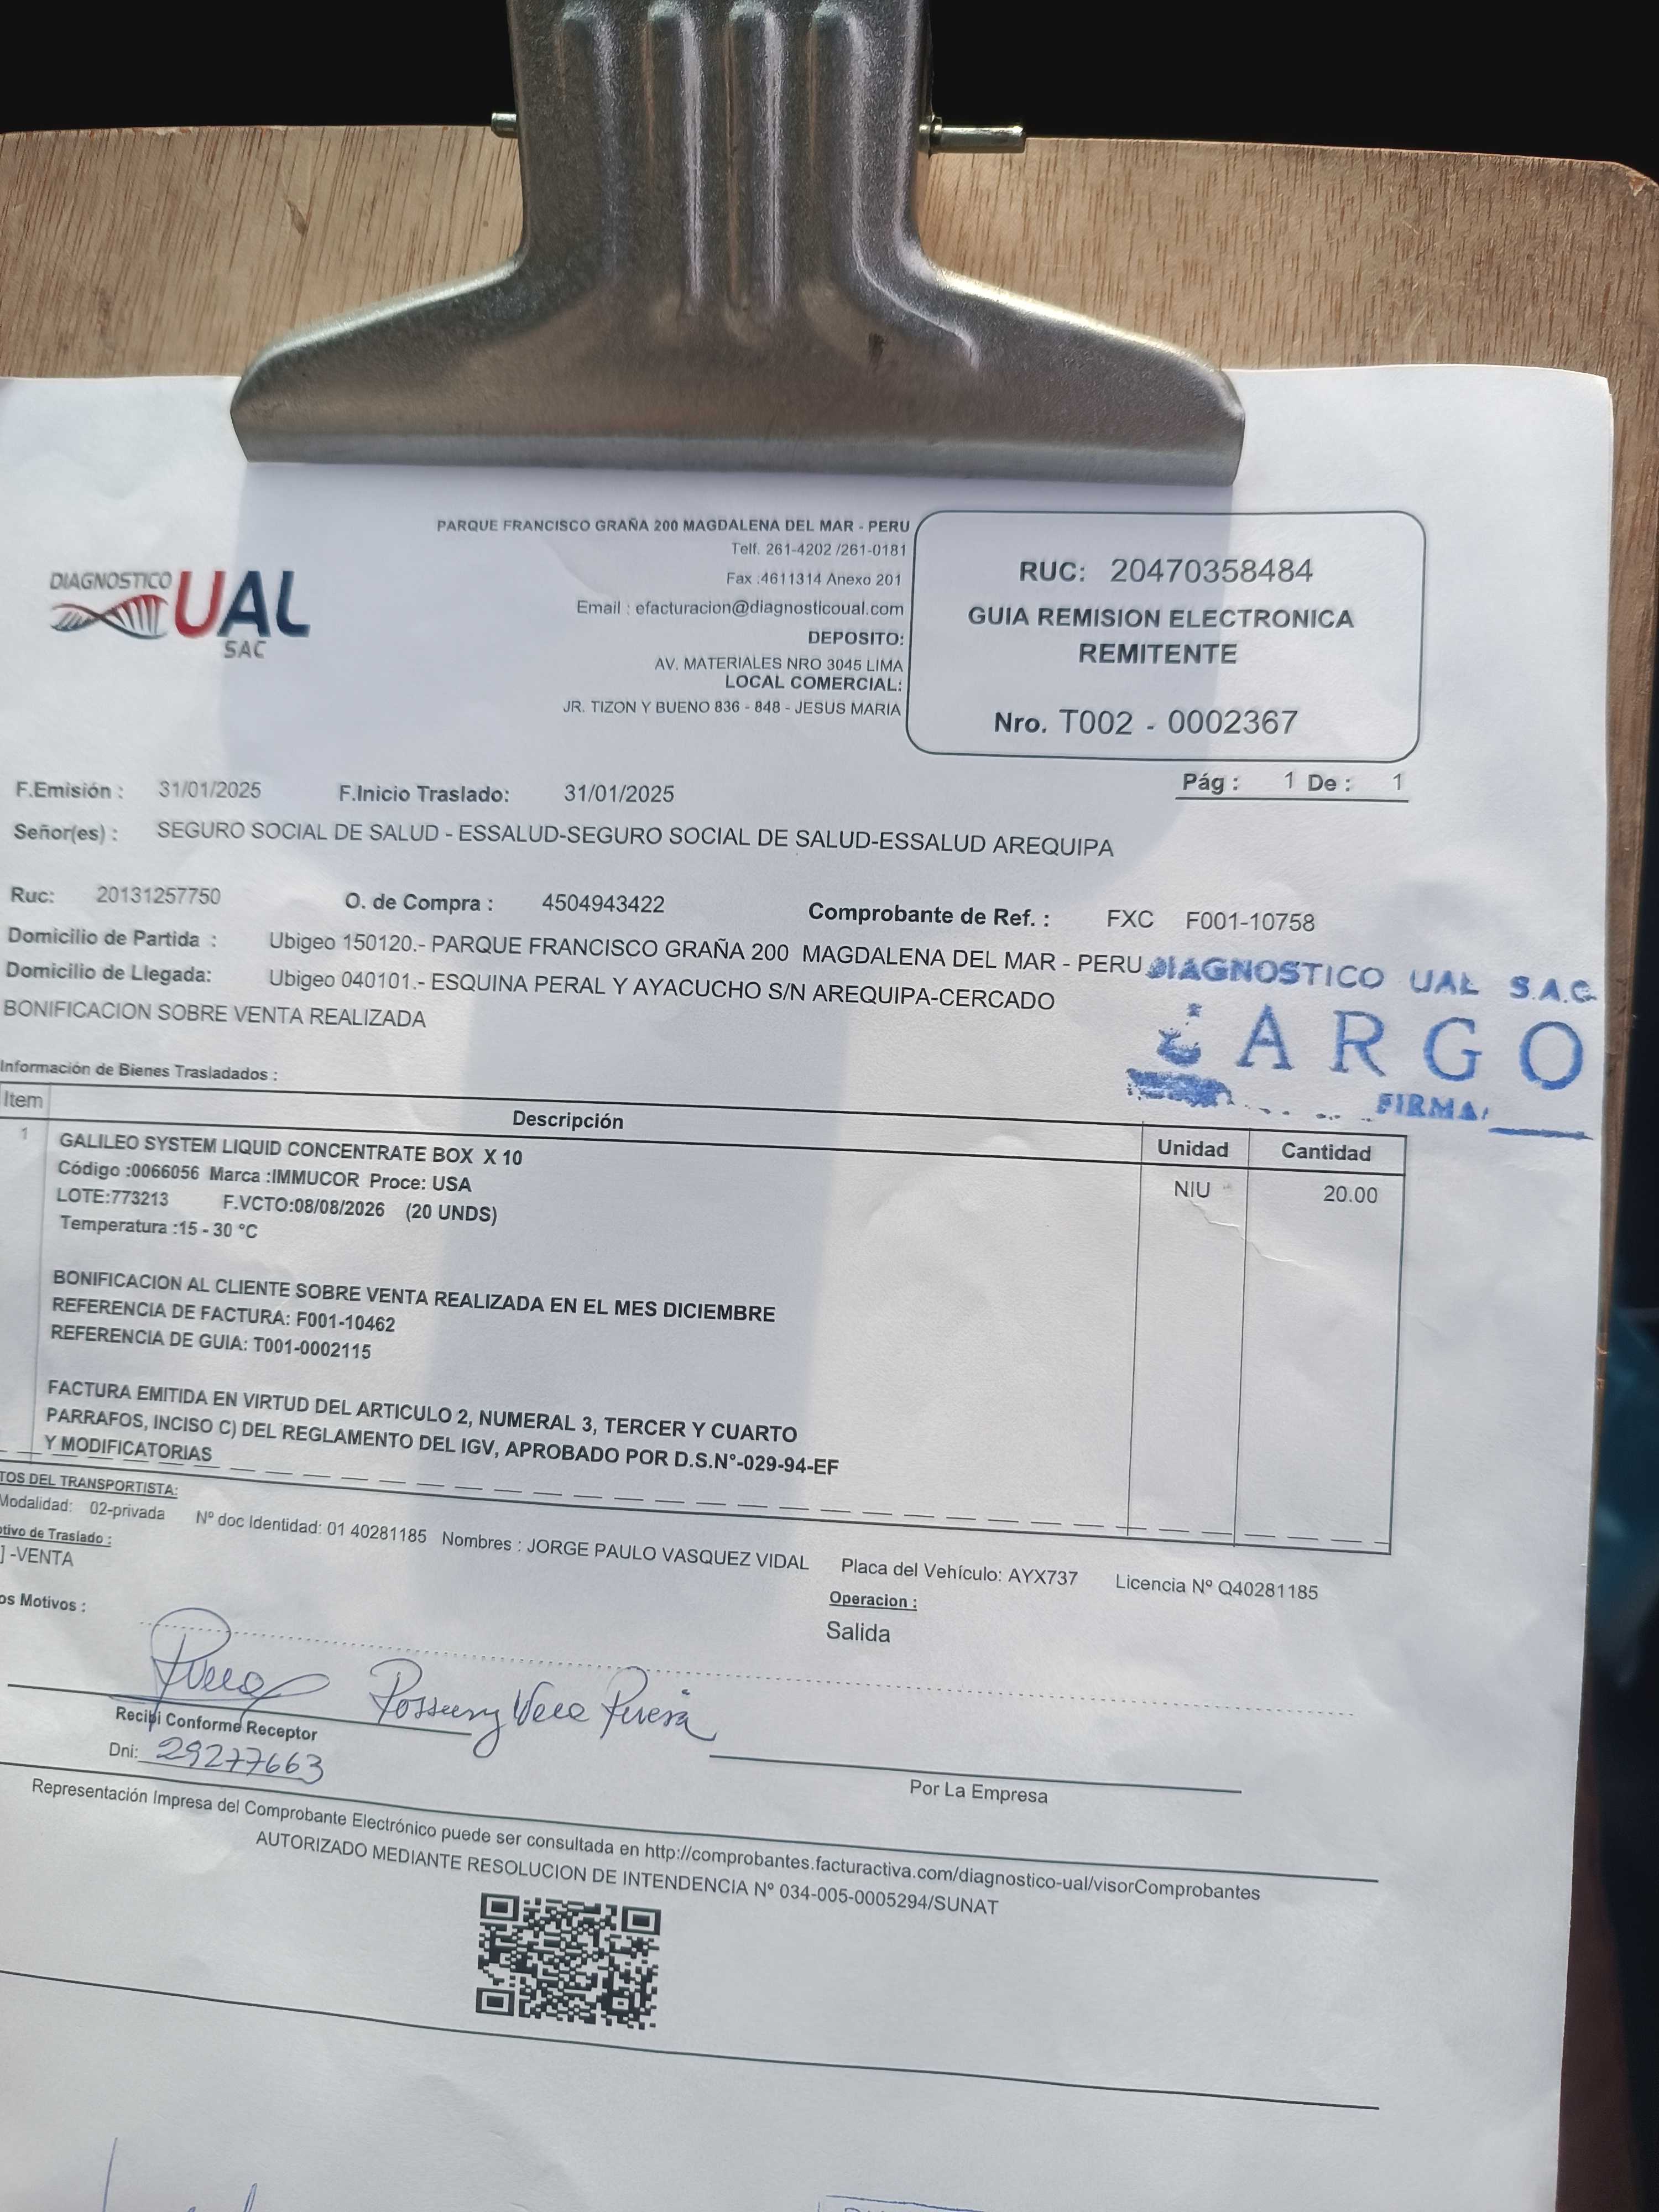 PARQUE FRANCISCO GRAÑA 200 MAGDALENA DEL MAR - PERU
Telf. 261-4202 /261-0181
Fax :4611314 Anexo 201
Email : efacturacion@diagnosticoual.com
DEPOSITO:
AV. MATERIALES NRO 3045 LIMA
LOCAL COMERCIAL:
JR. TIZON Y BUENO 836 - 848 - JESUS MARIA
DIAGNOSTICO
UAL
SAC
RUC: 20470358484
GUIA REMISION ELECTRONICA
REMITENTE
Nro. T002 - 0002367
Pág : 1 De : 1
F.Emisión : 31/01/2025 F.Inicio Traslado: 31/01/2025
Señor(es) : SEGURO SOCIAL DE SALUD - ESSALUD-SEGURO SOCIAL DE SALUD-ESSALUD AREQUIPA
Ruc: 20131257750 O. de Compra : 4504943422 Comprobante de Ref. : FXC F001-10758
Domicilio de Partida : Ubigeo 150120.- PARQUE FRANCISCO GRAÑA 200 MAGDALENA DEL MAR - PERU
Domicilio de Llegada: Ubigeo 040101.- ESQUINA PERAL Y AYACUCHO S/N AREQUIPA-CERCADO
BONIFICACION SOBRE VENTA REALIZADA
DIAGNOSTICO UAL S.A.C
CARGO
FIRMA:
Información de Bienes Trasladados :
Item Descripción Unidad Cantidad
1 GALILEO SYSTEM LIQUID CONCENTRATE BOX X 10 NIU 20.00
Código :0066056 Marca :IMMUCOR Proce: USA
LOTE:773213 F.VCTO:08/08/2026 (20 UNDS)
Temperatura :15 - 30 °C
BONIFICACION AL CLIENTE SOBRE VENTA REALIZADA EN EL MES DICIEMBRE
REFERENCIA DE FACTURA: F001-10462
REFERENCIA DE GUIA: T001-0002115
FACTURA EMITIDA EN VIRTUD DEL ARTICULO 2, NUMERAL 3, TERCER Y CUARTO
PARRAFOS, INCISO C) DEL REGLAMENTO DEL IGV, APROBADO POR D.S.N°-029-94-EF
Y MODIFICATORIAS
TOS DEL TRANSPORTISTA:
Modalidad: 02-privada Nº doc Identidad: 01 40281185 Nombres : JORGE PAULO VASQUEZ VIDAL Placa del Vehículo: AYX737 Licencia Nº Q40281185
otivo de Traslado :
] -VENTA
Operacion :
Salida
os Motivos :
Recibi Conforme Receptor
Dni: 29277663
Por La Empresa
Representación Impresa del Comprobante Electrónico puede ser consultada en http://comprobantes.facturactiva.com/diagnostico-ual/visorComprobantes
AUTORIZADO MEDIANTE RESOLUCION DE INTENDENCIA Nº 034-005-0005294/SUNAT